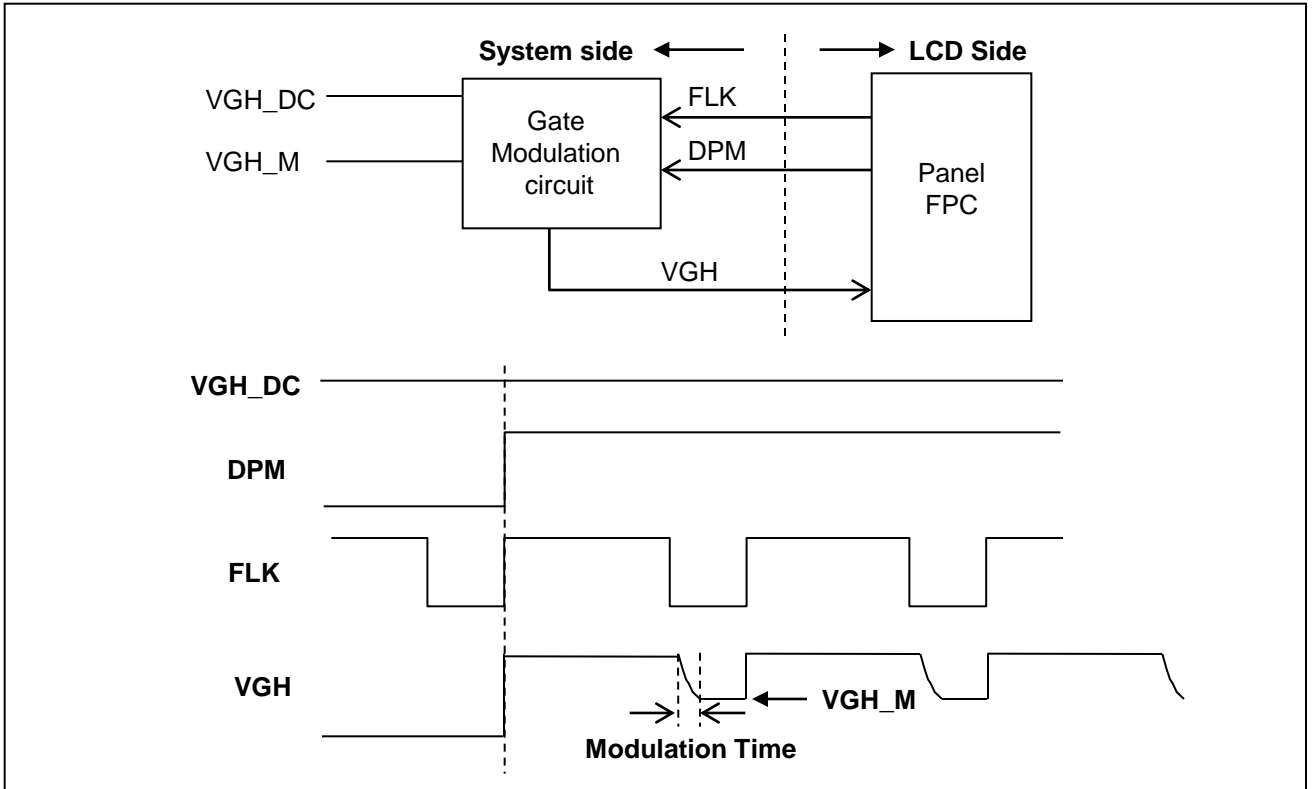 System side
LCD Side
VGH_DC
VGH_M
Gate
Modulation
circuit
FLK
DPM
Panel
FPC
VGH
VGH_DC
DPM
FLK
VGH
VGH_M
Modulation Time